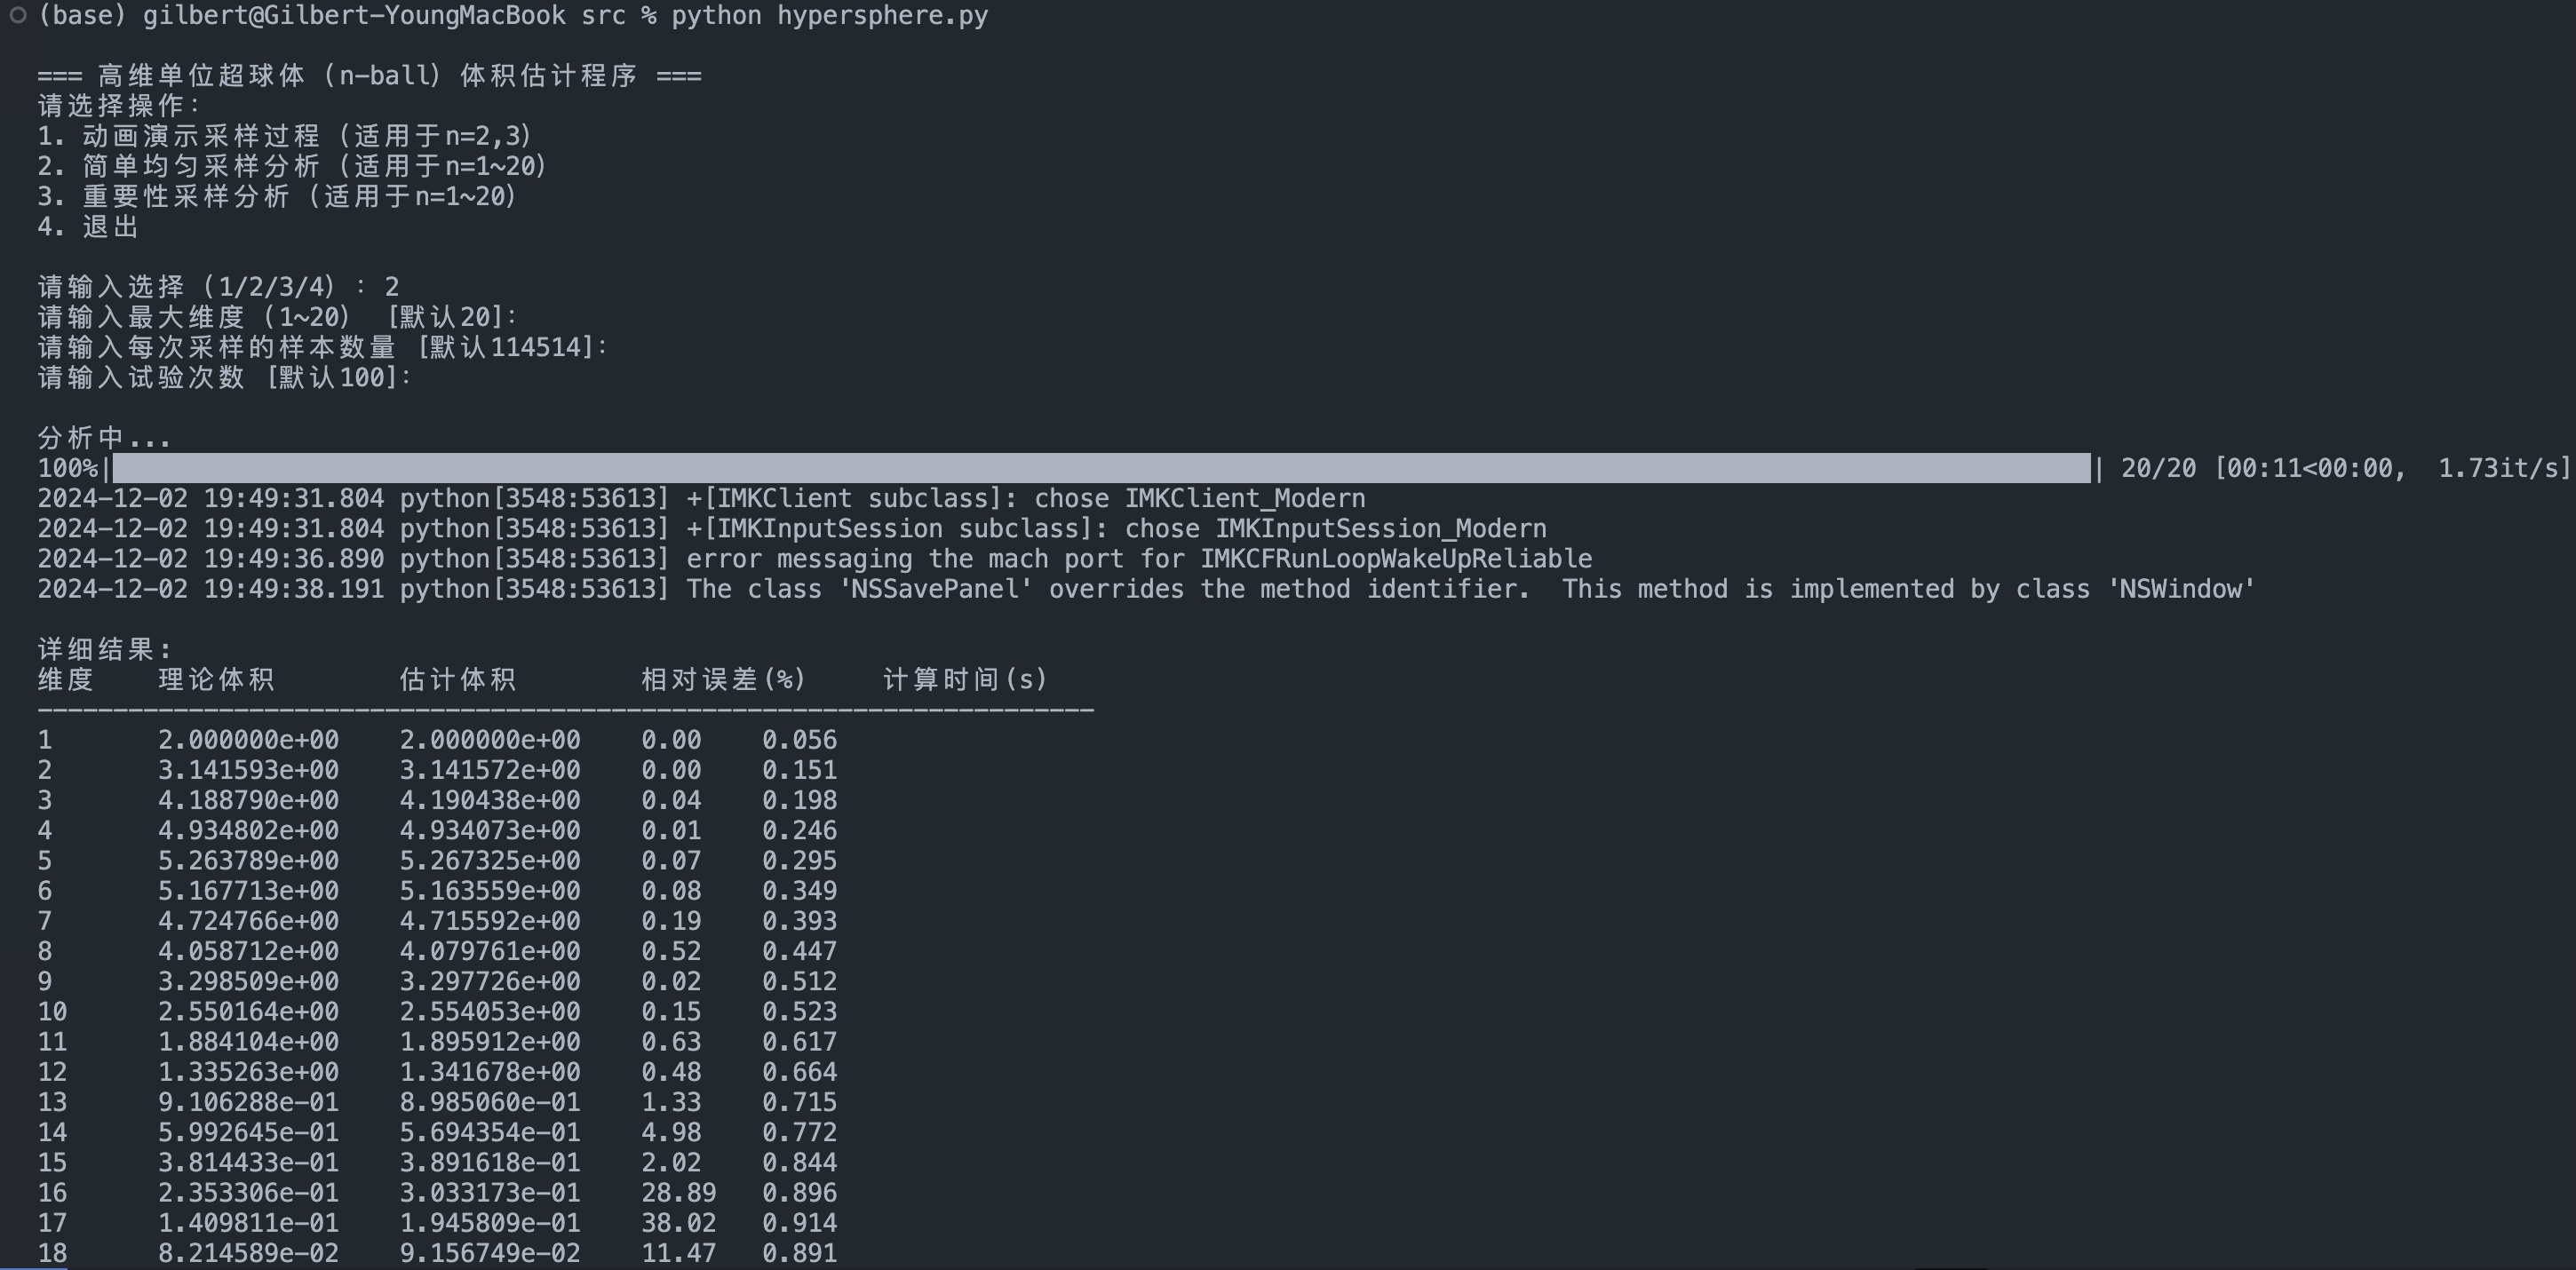 (base) gilbert@Gilbert-YoungMacBook src % python hypersphere.py
=== 高维单位超球体（n-ball）体积估计程序 ===
请选择操作：
1. 动画演示采样过程（适用于n=2,3）
2. 简单均匀采样分析（适用于n=1~20）
3. 重要性采样分析（适用于n=1~20）
4. 退出
请输入选择（1/2/3/4）: 2
请输入最大维度（1~20） [默认20]:
请输入每次采样的样本数量 [默认114514]:
请输入试验次数 [默认100]:
分析中...
100%| | 20/20 [00:11<00:00,  1.73it/s]
2024-12-02 19:49:31.804 python[3548:53613] +[IMKClient subclass]: chose IMKClient_Modern
2024-12-02 19:49:31.804 python[3548:53613] +[IMKInputSession subclass]: chose IMKInputSession_Modern
2024-12-02 19:49:36.890 python[3548:53613] error messaging the mach port for IMKCFRunLoopWakeUpReliable
2024-12-02 19:49:38.191 python[3548:53613] The class 'NSSavePanel' overrides the method identifier.  This method is implemented by class 'NSWindow'
详细结果:
维度 理论体积 估计体积 相对误差(%) 计算时间(s)
----------------------------------------------------------------------
1 2.000000e+00 2.000000e+00 0.00 0.056
2 3.141593e+00 3.141572e+00 0.00 0.151
3 4.188790e+00 4.190438e+00 0.04 0.198
4 4.934802e+00 4.934073e+00 0.01 0.246
5 5.263789e+00 5.267325e+00 0.07 0.295
6 5.167713e+00 5.163559e+00 0.08 0.349
7 4.724766e+00 4.715592e+00 0.19 0.393
8 4.058712e+00 4.079761e+00 0.52 0.447
9 3.298509e+00 3.297726e+00 0.02 0.512
10 2.550164e+00 2.554053e+00 0.15 0.523
11 1.884104e+00 1.895912e+00 0.63 0.617
12 1.335263e+00 1.341678e+00 0.48 0.664
13 9.106288e-01 8.985060e-01 1.33 0.715
14 5.992645e-01 5.694354e-01 4.98 0.772
15 3.814433e-01 3.891618e-01 2.02 0.844
16 2.353306e-01 3.033173e-01 28.89 0.896
17 1.409811e-01 1.945809e-01 38.02 0.914
18 8.214589e-02 9.156749e-02 11.47 0.891